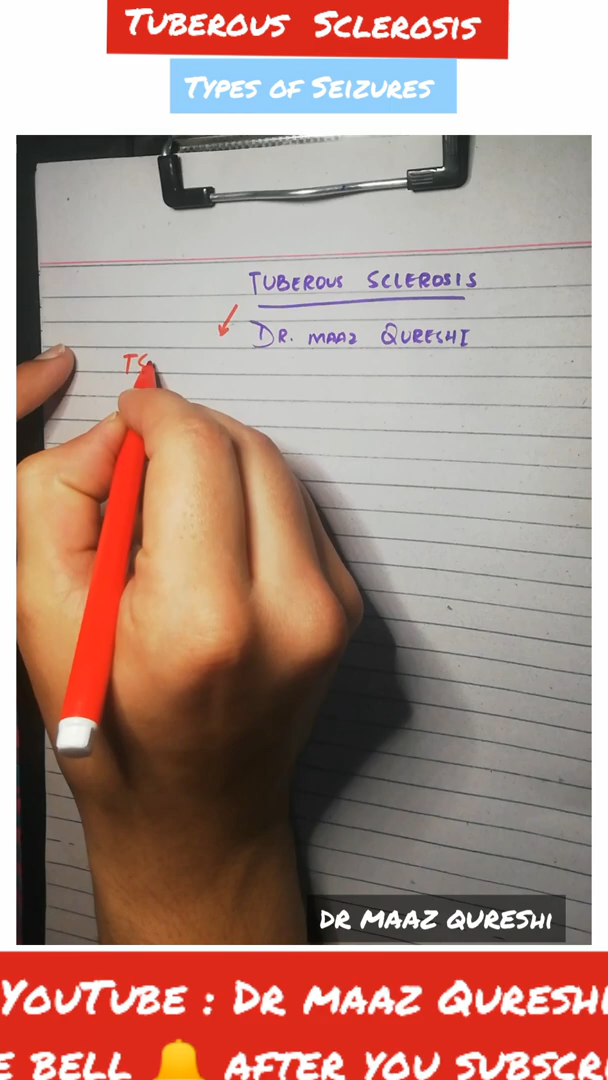 TUBEROUS SCLEROSIS
TYPES OF SEIZURES
TUBEROUS SCLEROSIS
DR. MAAZ QURESHI
TS
DR MAAZ QURESHI
YOUTUBE : DR MAAZ QURESHI
E BELL 🔔 AFTER YOU SUBSCR